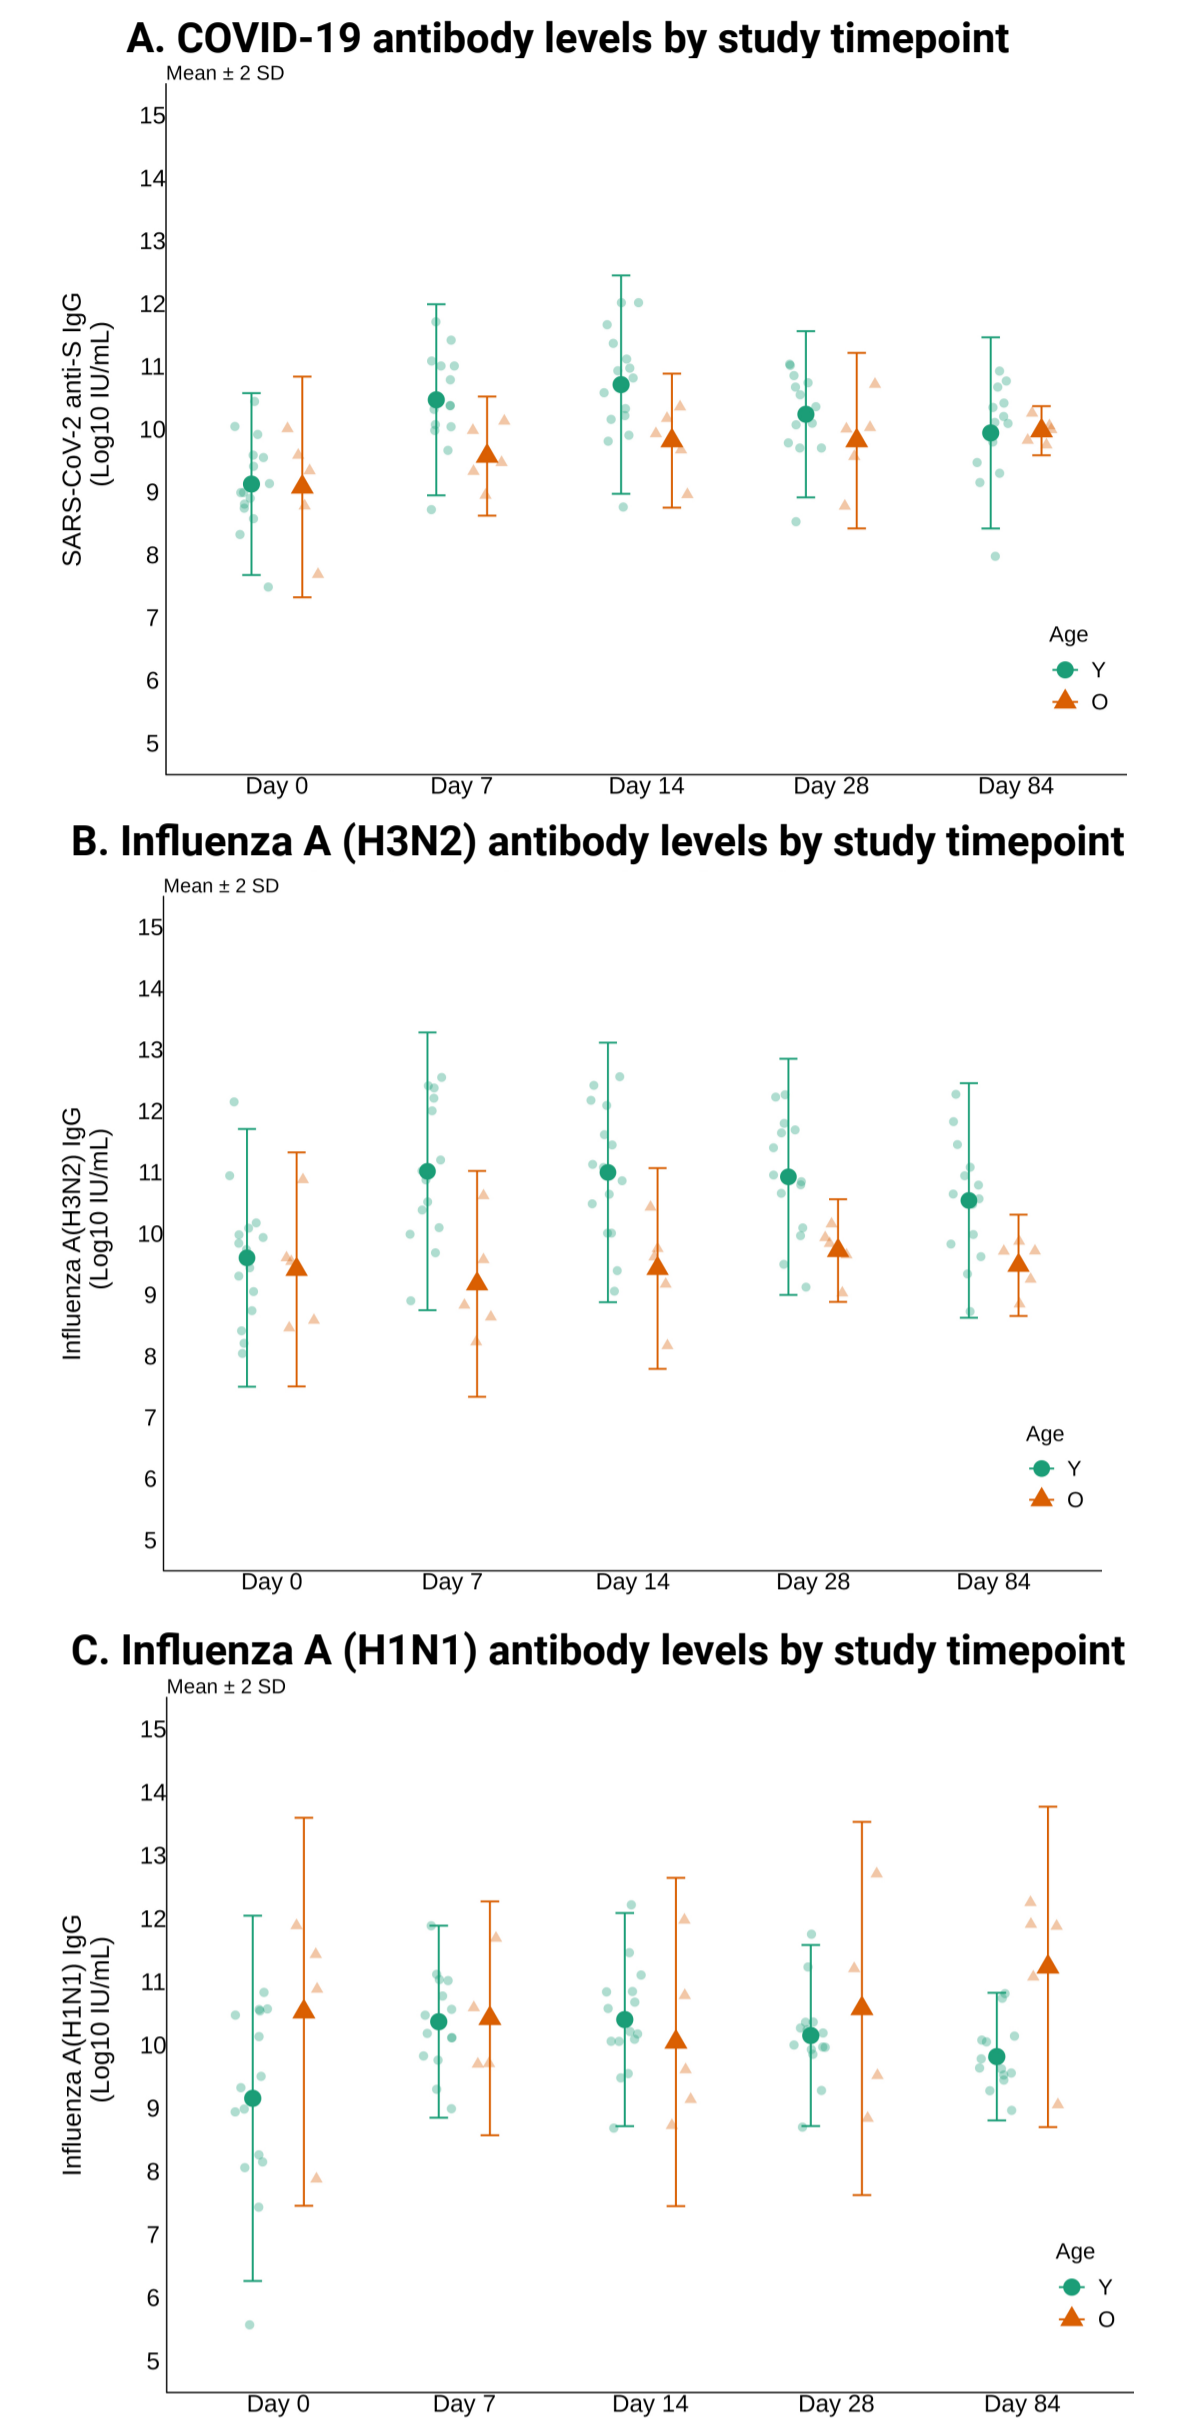 A. COVID-19 antibody levels by study timepoint
Mean ± 2 SD
SARS-CoV-2 anti-S IgG
(Log10 IU/mL)
15
14
13
12
11
10
9
8
7
6
5
Age
Y
O
Day 0 Day 7 Day 14 Day 28 Day 84
B. Influenza A (H3N2) antibody levels by study timepoint
Mean ± 2 SD
Influenza A(H3N2) IgG
(Log10 IU/mL)
15
14
13
12
11
10
9
8
7
6
5
Age
Y
O
Day 0 Day 7 Day 14 Day 28 Day 84
C. Influenza A (H1N1) antibody levels by study timepoint
Mean ± 2 SD
Influenza A(H1N1) IgG
(Log10 IU/mL)
15
14
13
12
11
10
9
8
7
6
5
Age
Y
O
Day 0 Day 7 Day 14 Day 28 Day 84